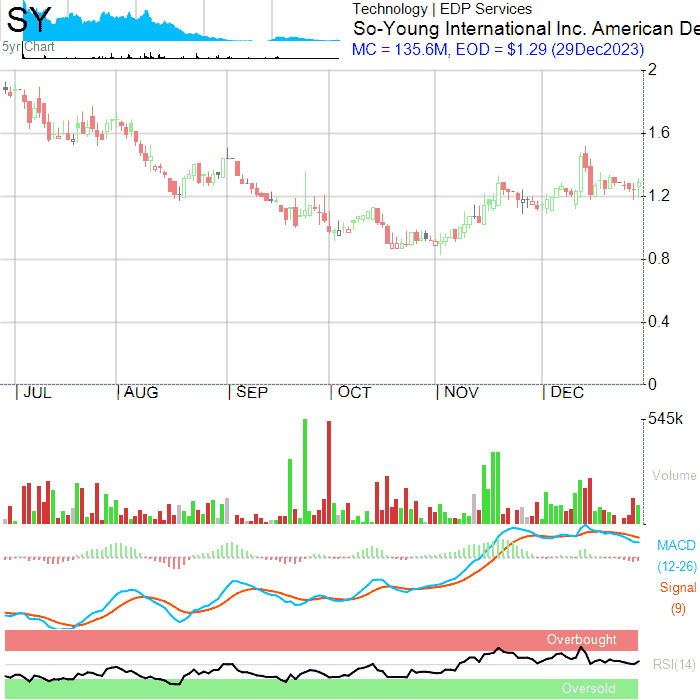 SY
Technology | EDP Services
So-Young International Inc. American De
5yr Chart
MC = 135.6M, EOD = $1.29 (29Dec2023)
2
1.6
1.2
0.8
0.4
0
| JUL | AUG | SEP | OCT | NOV | DEC
545k
Volume
MACD
(12-26)
Signal
(9)
Overbought
RSI(14)
Oversold